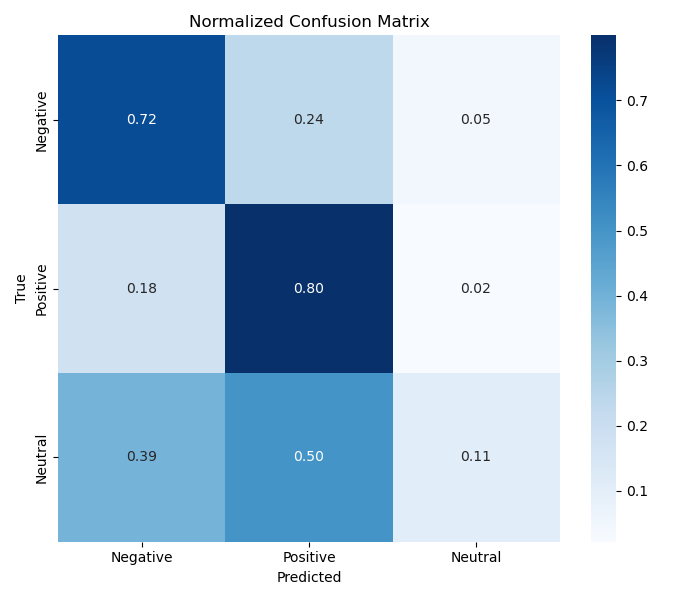 Normalized Confusion Matrix
Negative 0.72 0.24 0.05
True
Positive 0.18 0.80 0.02
Neutral 0.39 0.50 0.11
Negative Positive Neutral
Predicted
0.7
0.6
0.5
0.4
0.3
0.2
0.1